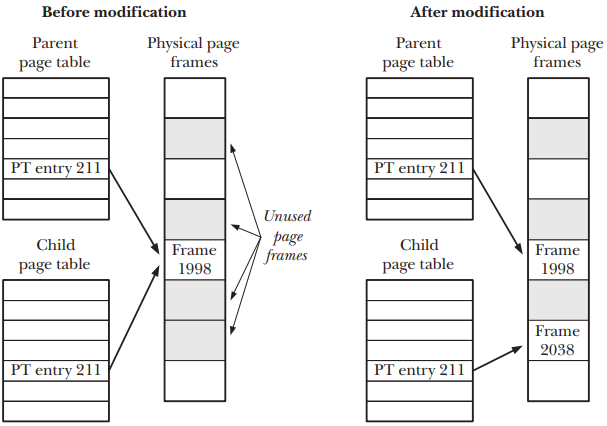 Before modification
Parent
page table
Physical page
frames
PT entry 211
Unused
page
frames
Child
page table
Frame
1998
PT entry 211
After modification
Parent
page table
Physical page
frames
PT entry 211
Child
page table
Frame
1998
Frame
2038
PT entry 211